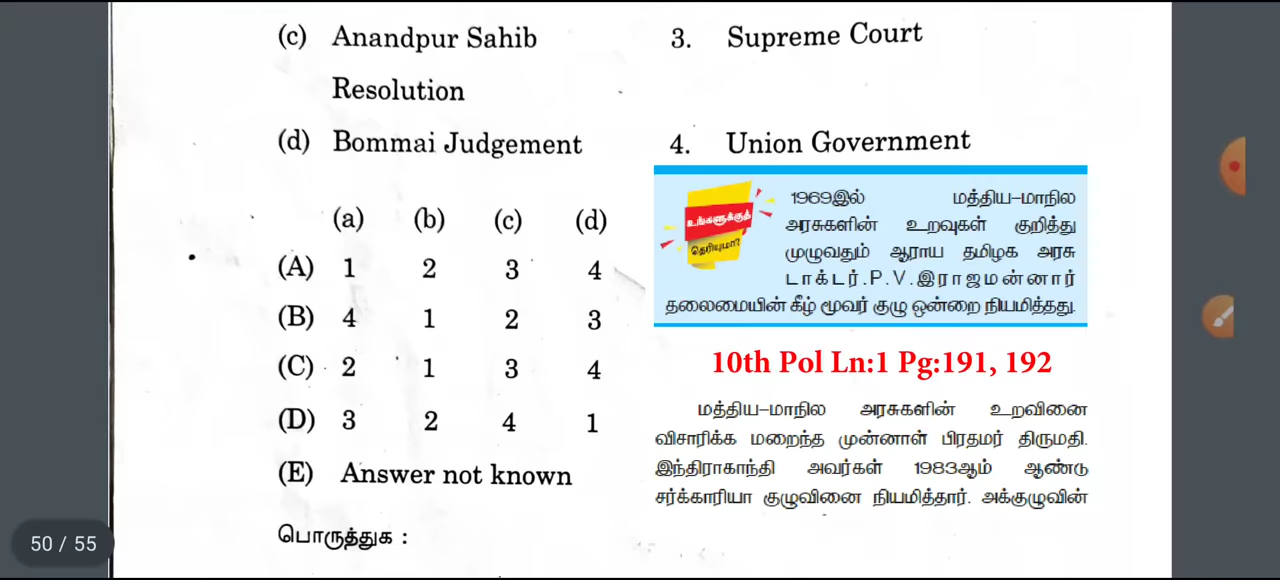 (c) Anandpur Sahib 3. Supreme Court
Resolution
(d) Bommai Judgement 4. Union Government
(a) (b) (c) (d)
(A) 1 2 3 4
(B) 4 1 2 3
(C) 2 1 3 4
(D) 3 2 4 1
(E) Answer not known
பொருத்துக :
உங்களுக்குத்
தெரியுமா?
1969இல் மத்திய-மாநில
அரசுகளின் உறவுகள் குறித்து
முழுவதும் ஆராய தமிழக அரசு
டாக்டர்.P.V.இராஜமன்னார்
தலைமையின் கீழ் மூவர் குழு ஒன்றை நியமித்தது.
10th Pol Ln:1 Pg:191, 192
மத்திய-மாநில அரசுகளின் உறவினை
விசாரிக்க மறைந்த முன்னாள் பிரதமர் திருமதி.
இந்திராகாந்தி அவர்கள் 1983ஆம் ஆண்டு
சர்க்காரியா குழுவினை நியமித்தார். அக்குழுவின்
50 / 55